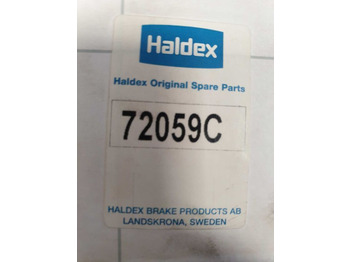 Haldex
Haldex Original Spare Parts
72059C
HALDEX BRAKE PRODUCTS AB
LANDSKRONA, SWEDEN